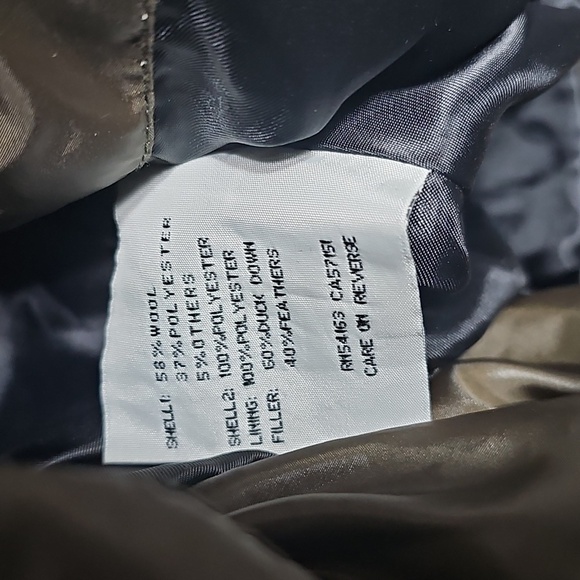 SHELL1: 58%WOOL
37%POLYESTER
5%OTHERS
SHELL2: 100%POLYESTER
LINING: 100%POLYESTER
FILLER: 60%DUCK DOWN
40%FEATHERS
RN54163 CA57151
CARE ON REVERSE